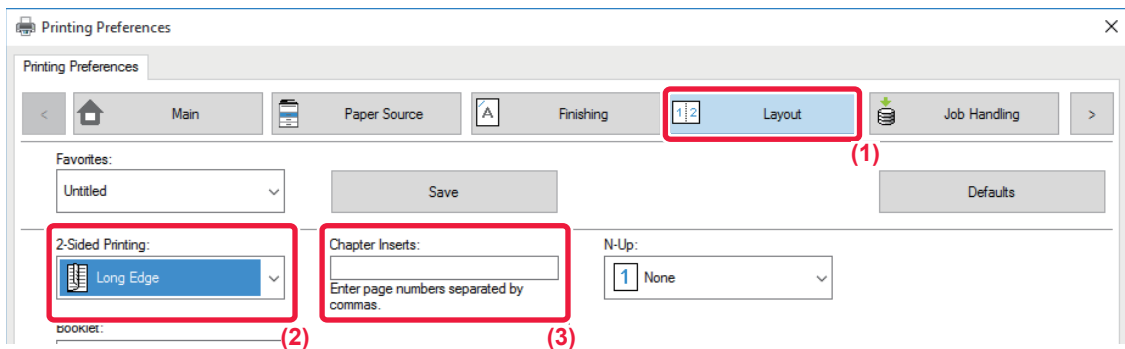 Printing Preferences
Printing Preferences
< Main Paper Source A Finishing 1 2 Layout Job Handling >
(1)
Favorites:
Untitled Save Defaults
2-Sided Printing: Chapter Inserts: N-Up:
Long Edge 1 None
Enter page numbers separated by
commas.
Booklet:
(2) (3)